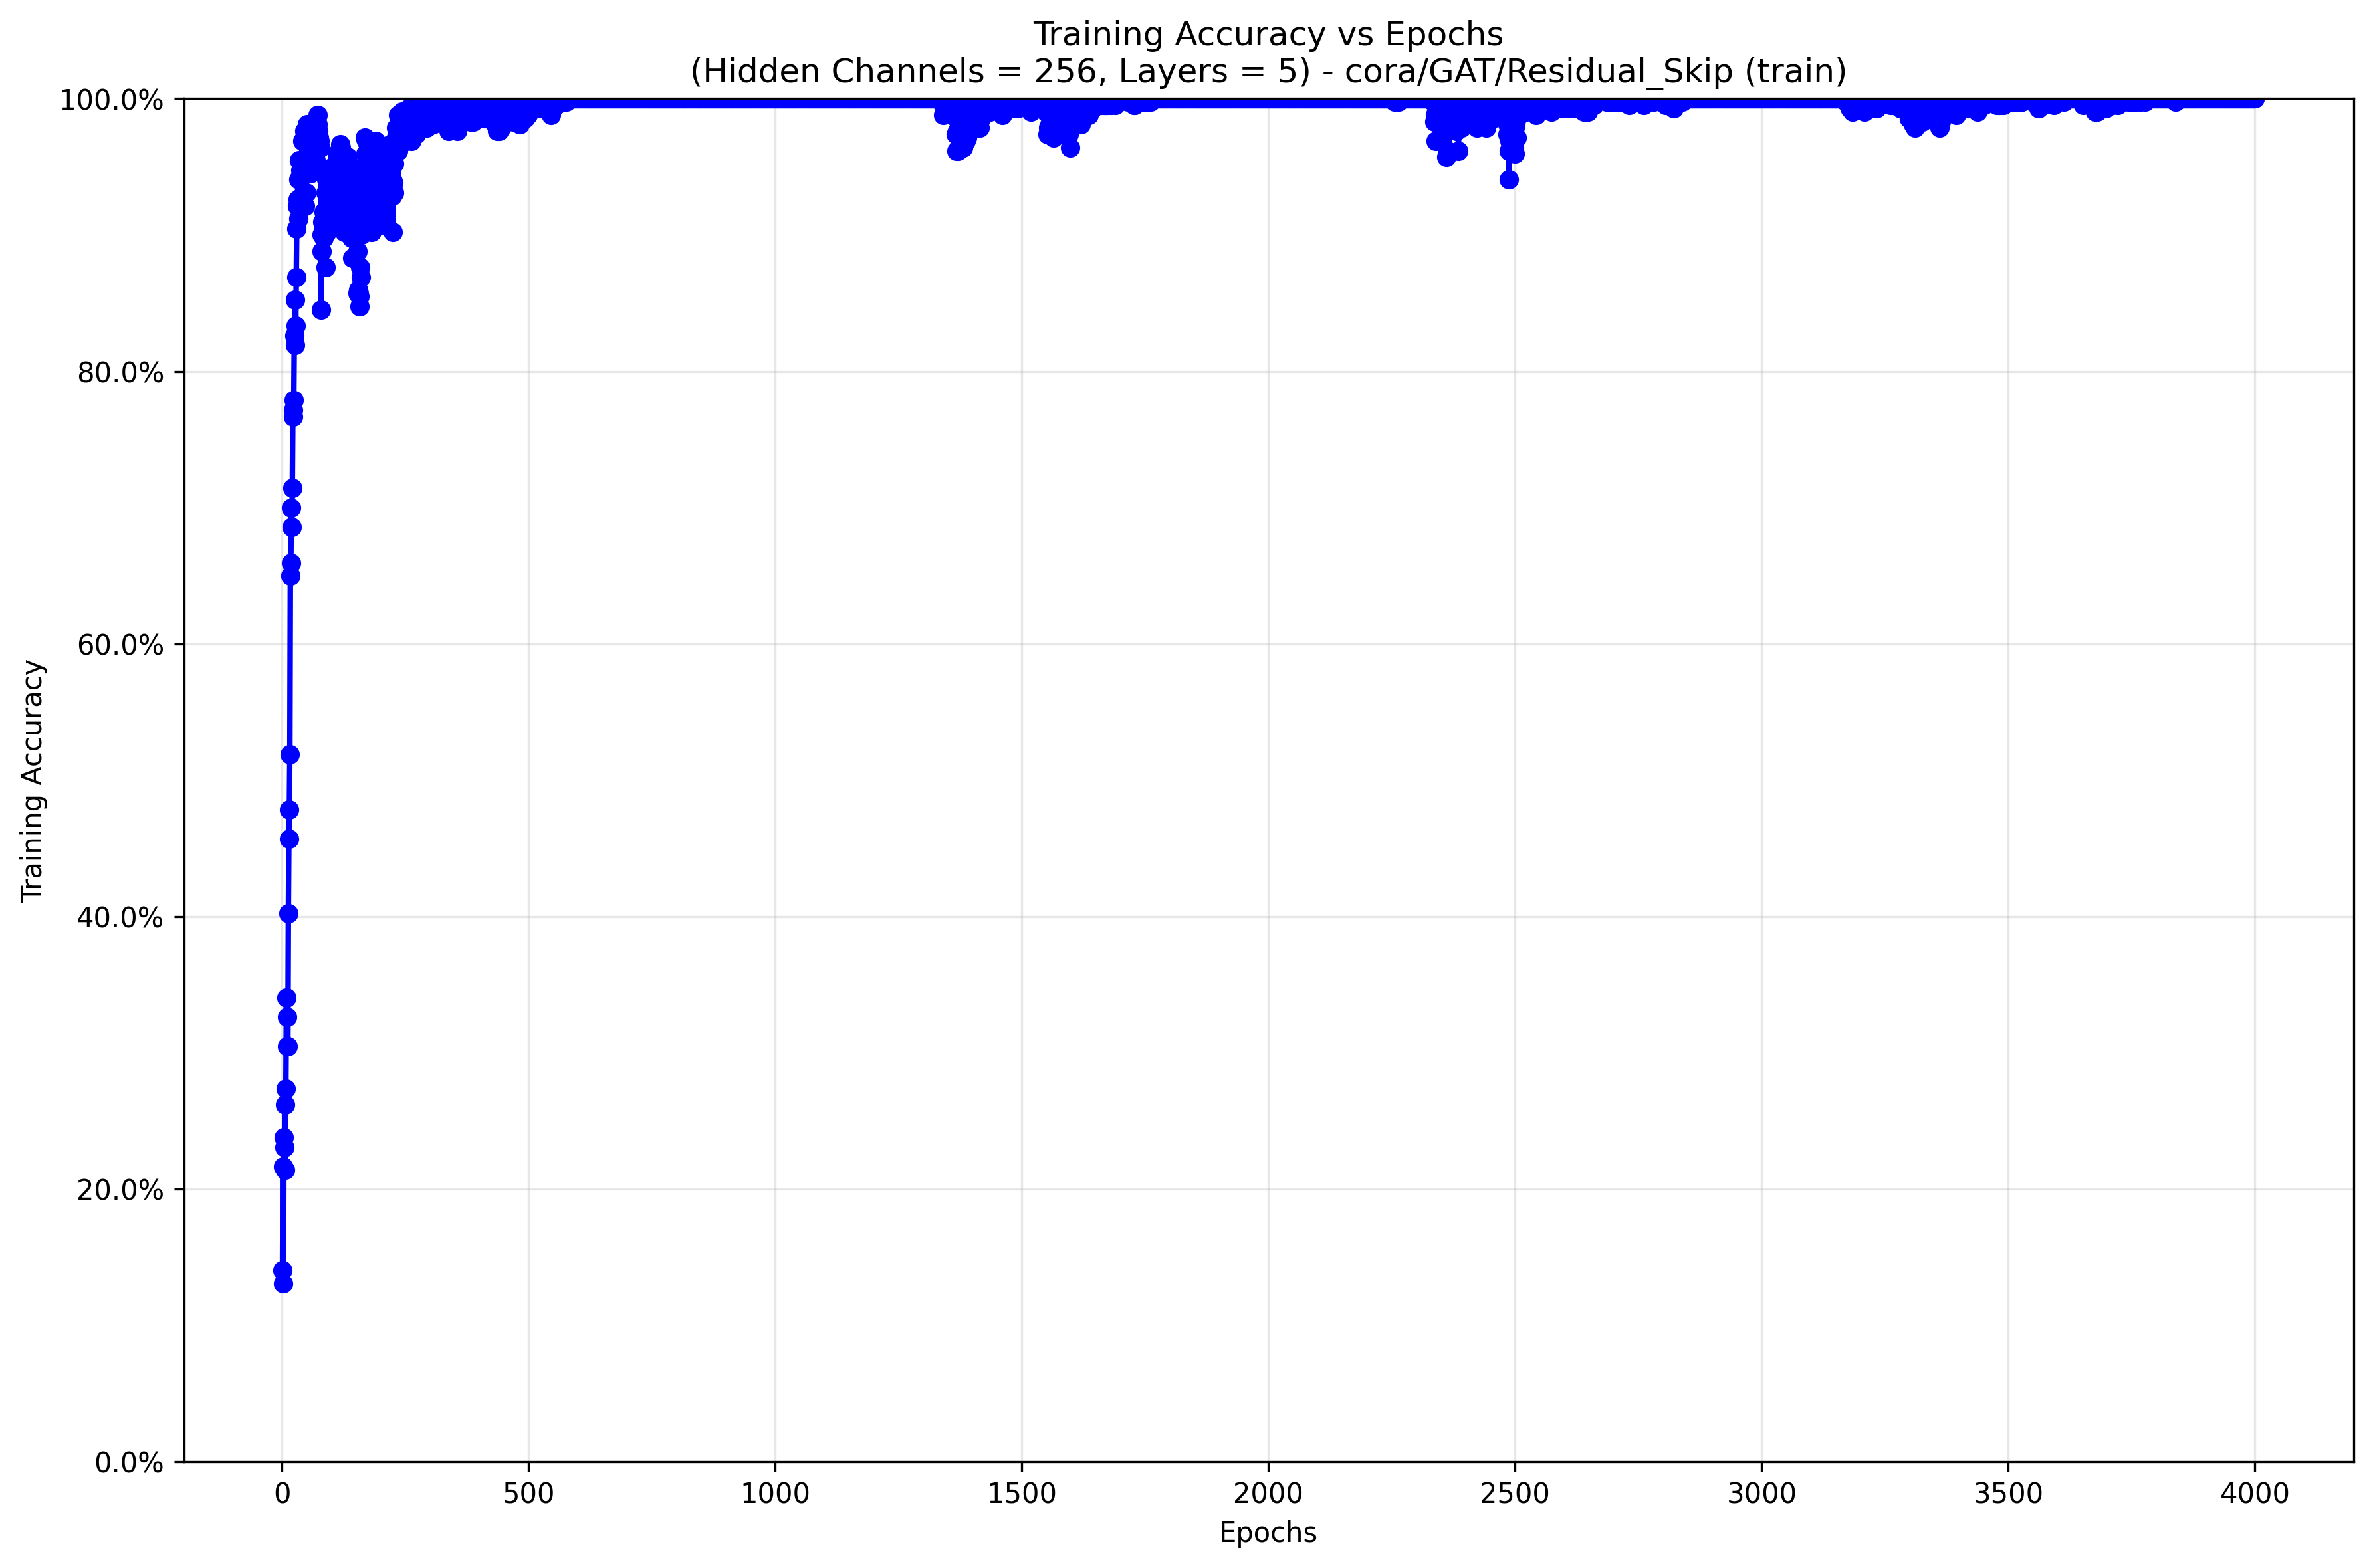 Training Accuracy vs Epochs
(Hidden Channels = 256, Layers = 5) - cora/GAT/Residual_Skip (train)
100.0%
80.0%
60.0%
40.0%
20.0%
0.0%
Training Accuracy
0 500 1000 1500 2000 2500 3000 3500 4000
Epochs